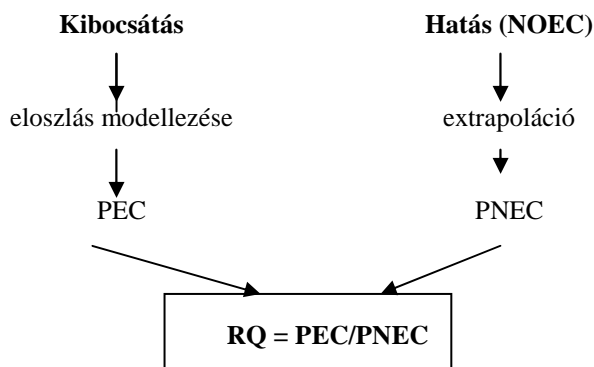 Kibocsátás
Hatás (NOEC)
eloszlás modellezése
extrapoláció
PEC
PNEC
RQ = PEC/PNEC